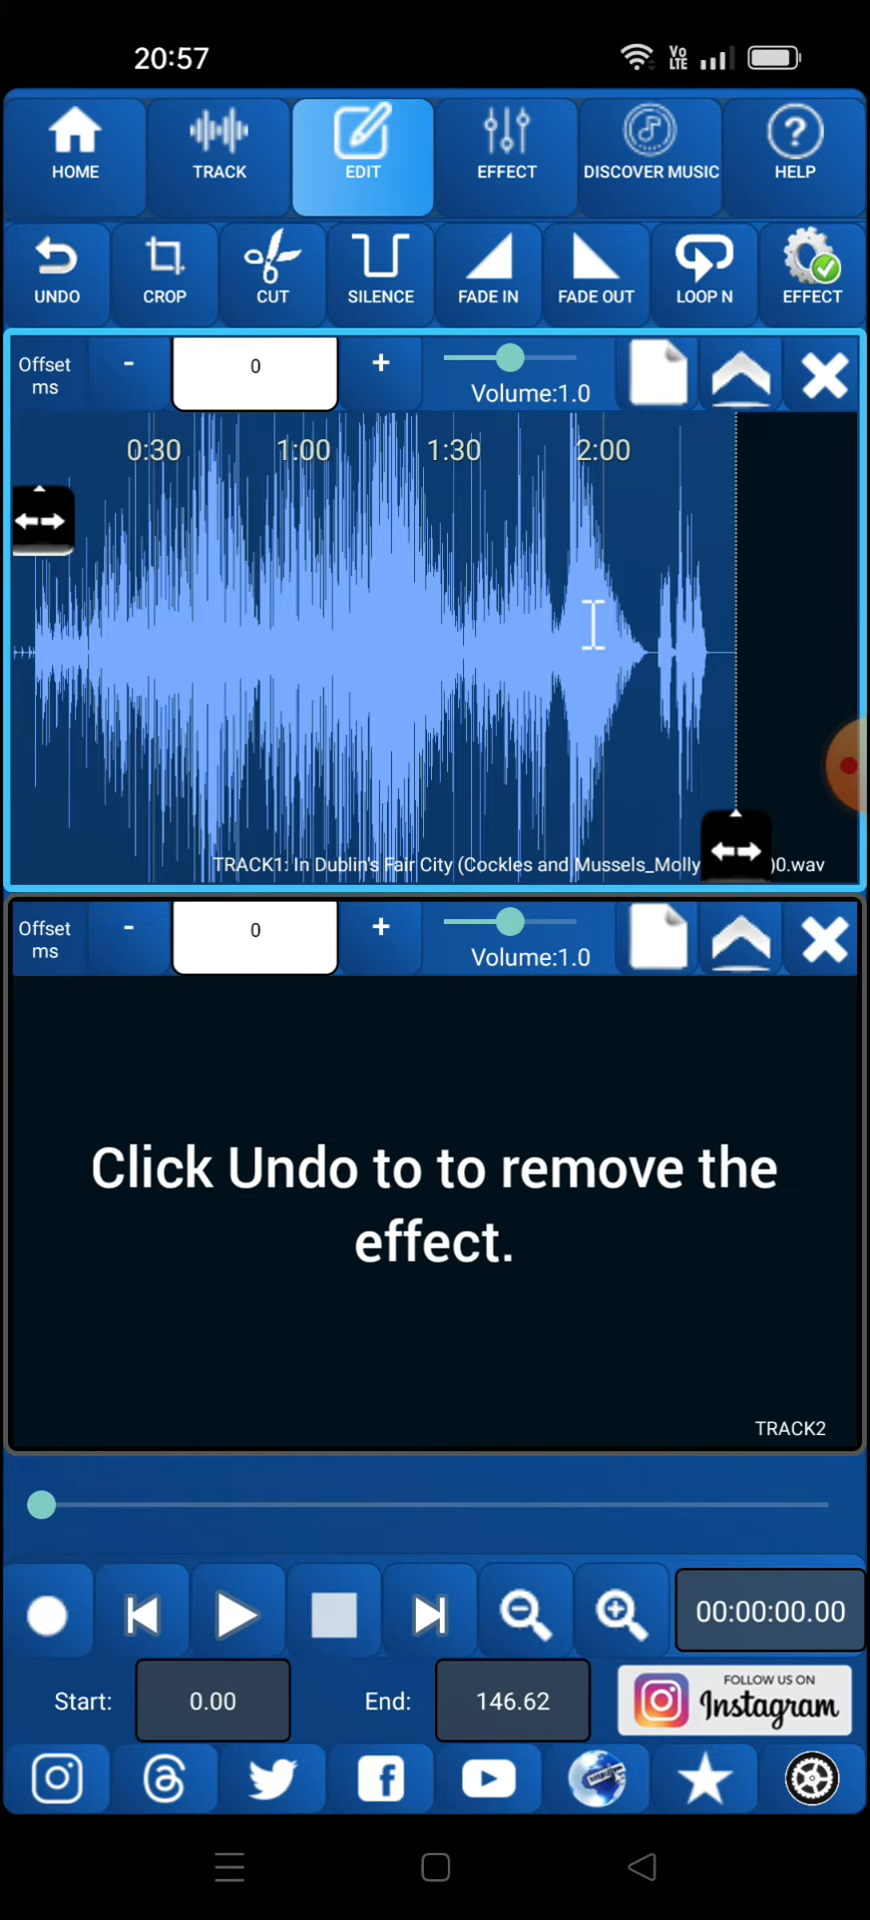 20:57
Vo
LTE
HOME
TRACK
EDIT
EFFECT
DISCOVER MUSIC
HELP
UNDO
CROP
CUT
SILENCE
FADE IN
FADE OUT
LOOP N
EFFECT
Offset
ms
-
0
+
Volume:1.0
0:30
1:00
1:30
2:00
TRACK1: In Dublin's Fair City (Cockles and Mussels_Molly )0.wav
Offset
ms
-
0
+
Volume:1.0
Click Undo to to remove the
effect.
TRACK2
00:00:00.00
Start:
0.00
End:
146.62
FOLLOW US ON
Instagram